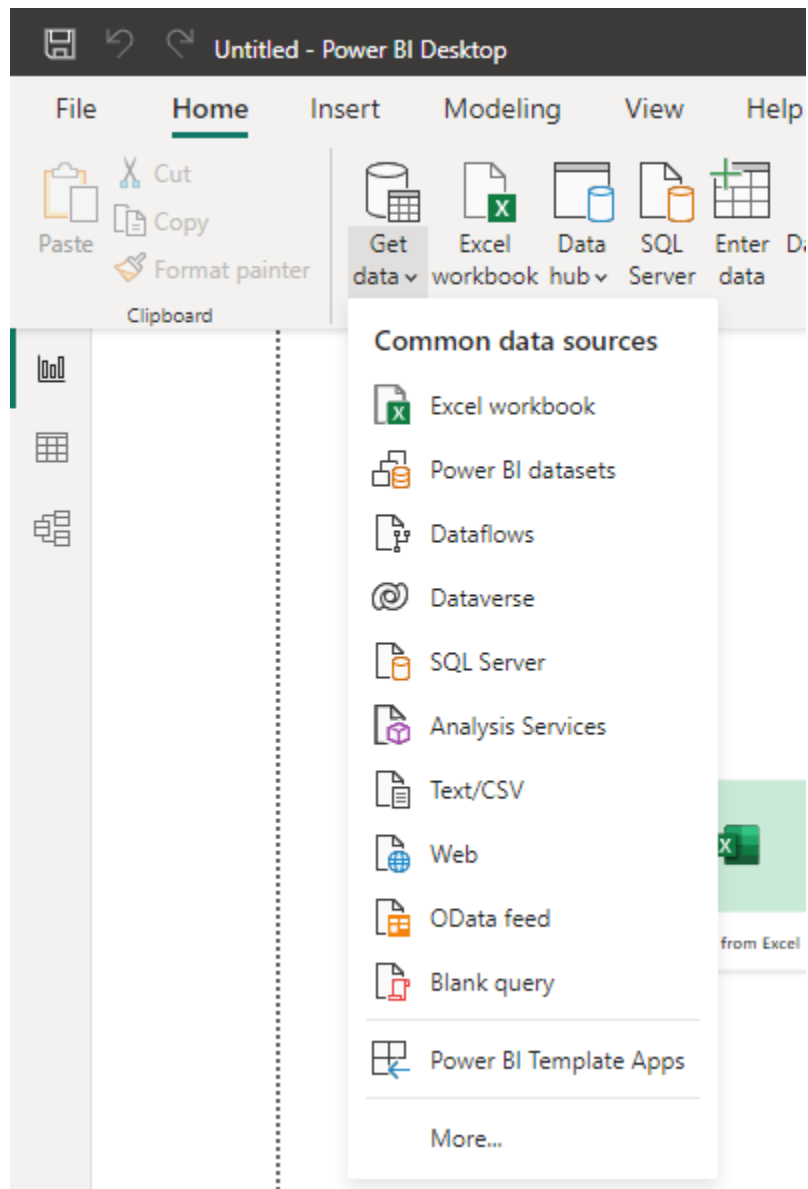 Untitled - Power BI Desktop
File Home Insert Modeling View Help
Paste
Cut
Copy
Format painter
Clipboard
Get data
Excel workbook
Data hub
SQL Server
Enter data
Common data sources
Excel workbook
Power BI datasets
Dataflows
Dataverse
SQL Server
Analysis Services
Text/CSV
Web
OData feed
Blank query
Power BI Template Apps
More...
from Excel